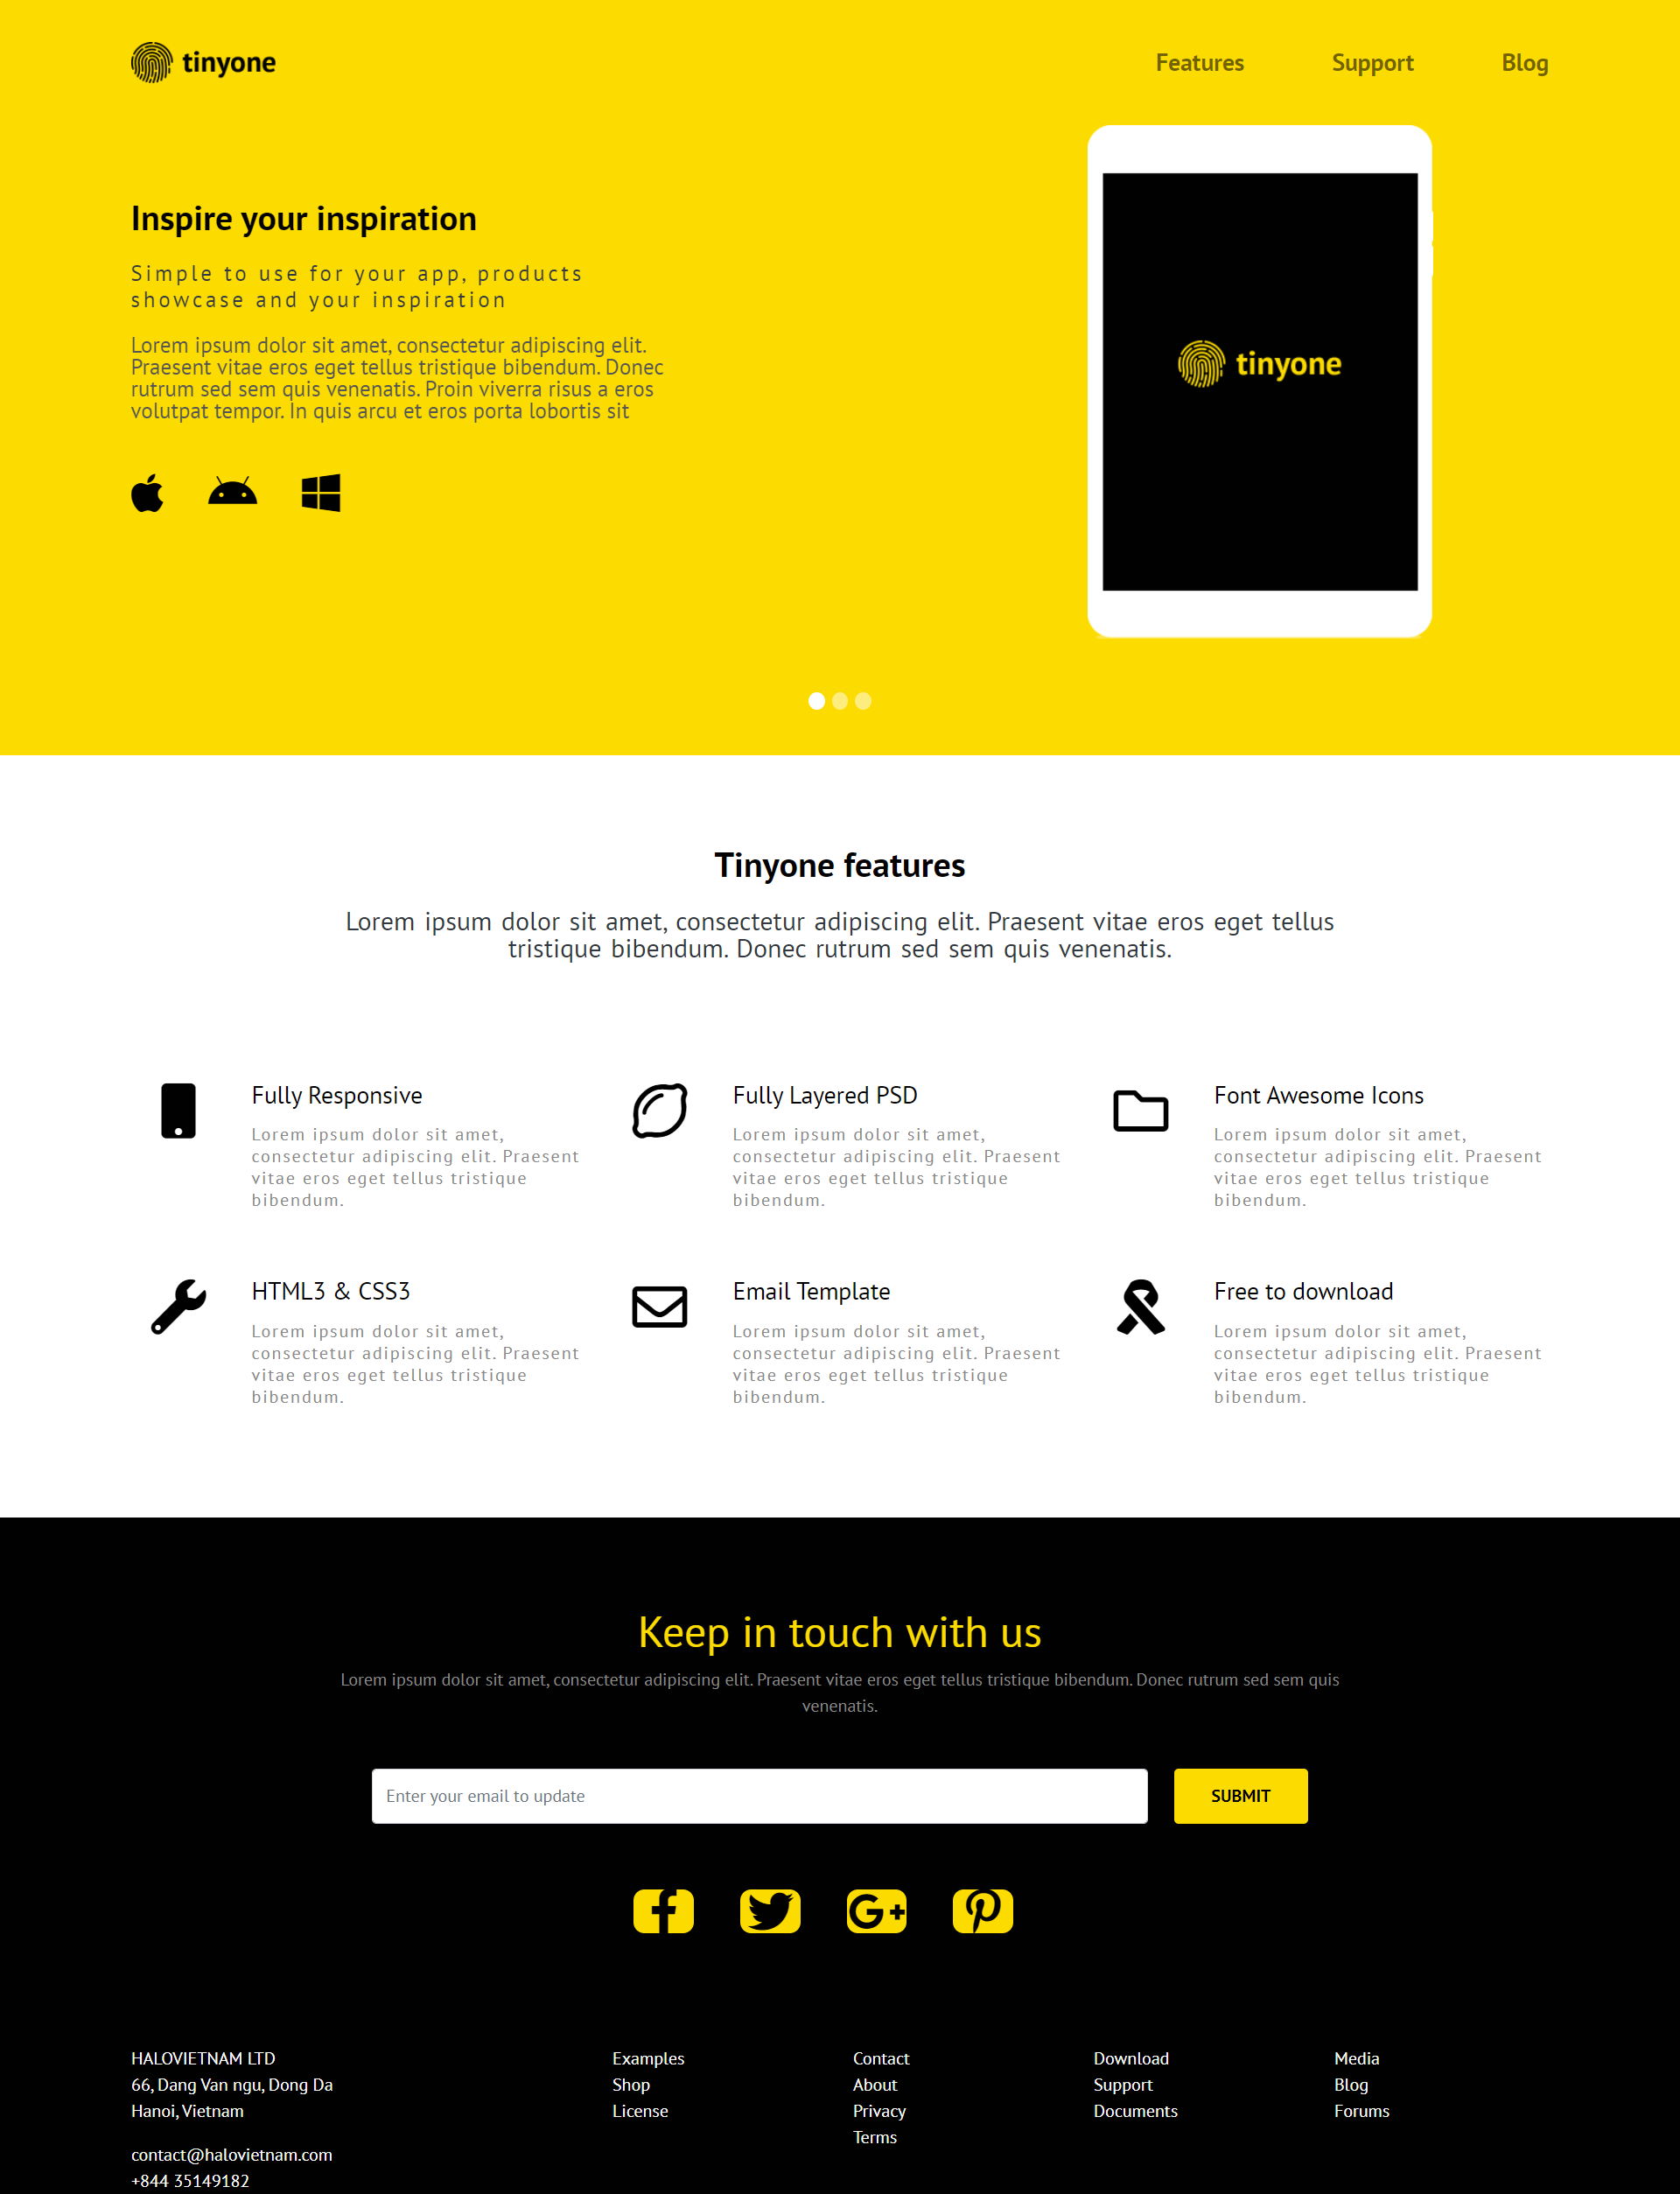 tinyone
Features Support Blog
Inspire your inspiration
Simple to use for your app, products
showcase and your inspiration
Lorem ipsum dolor sit amet, consectetur adipiscing elit.
Praesent vitae eros eget tellus tristique bibendum. Donec
rutrum sed sem quis venenatis. Proin viverra risus a eros
volutpat tempor. In quis arcu et eros porta lobortis sit
tinyone
Tinyone features
Lorem ipsum dolor sit amet, consectetur adipiscing elit. Praesent vitae eros eget tellus
tristique bibendum. Donec rutrum sed sem quis venenatis.
Fully Responsive
Lorem ipsum dolor sit amet,
consectetur adipiscing elit. Praesent
vitae eros eget tellus tristique
bibendum.
Fully Layered PSD
Lorem ipsum dolor sit amet,
consectetur adipiscing elit. Praesent
vitae eros eget tellus tristique
bibendum.
Font Awesome Icons
Lorem ipsum dolor sit amet,
consectetur adipiscing elit. Praesent
vitae eros eget tellus tristique
bibendum.
HTML3 & CSS3
Lorem ipsum dolor sit amet,
consectetur adipiscing elit. Praesent
vitae eros eget tellus tristique
bibendum.
Email Template
Lorem ipsum dolor sit amet,
consectetur adipiscing elit. Praesent
vitae eros eget tellus tristique
bibendum.
Free to download
Lorem ipsum dolor sit amet,
consectetur adipiscing elit. Praesent
vitae eros eget tellus tristique
bibendum.
Keep in touch with us
Lorem ipsum dolor sit amet, consectetur adipiscing elit. Praesent vitae eros eget tellus tristique bibendum. Donec rutrum sed sem quis
venenatis.
Enter your email to update
SUBMIT
HALOVIETNAM LTD
66, Dang Van ngu, Dong Da
Hanoi, Vietnam
contact@halovietnam.com
+844 35149182
Examples
Shop
License
Contact
About
Privacy
Terms
Download
Support
Documents
Media
Blog
Forums